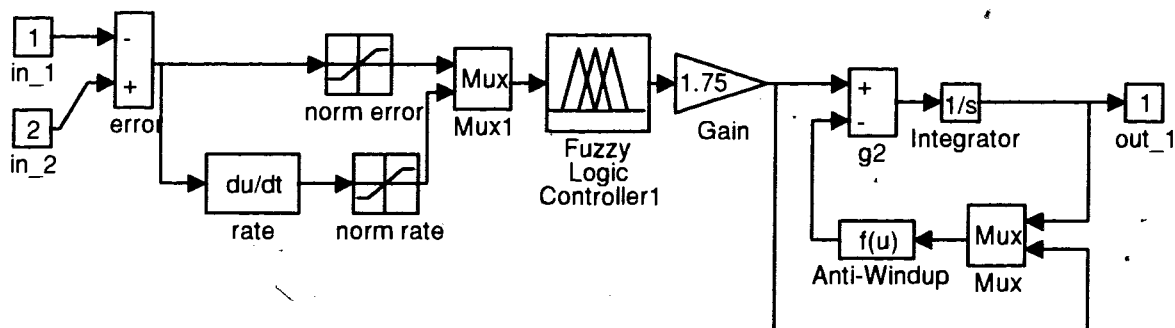 1
in_1
2
in_2
-
+
error
du/dt
rate
norm error
norm rate
Mux
Mux1
Fuzzy
Logic
Controller1
1.75
Gain
+
-
g2
1/s
Integrator
1
out_1
f(u)
Anti-Windup
Mux
Mux